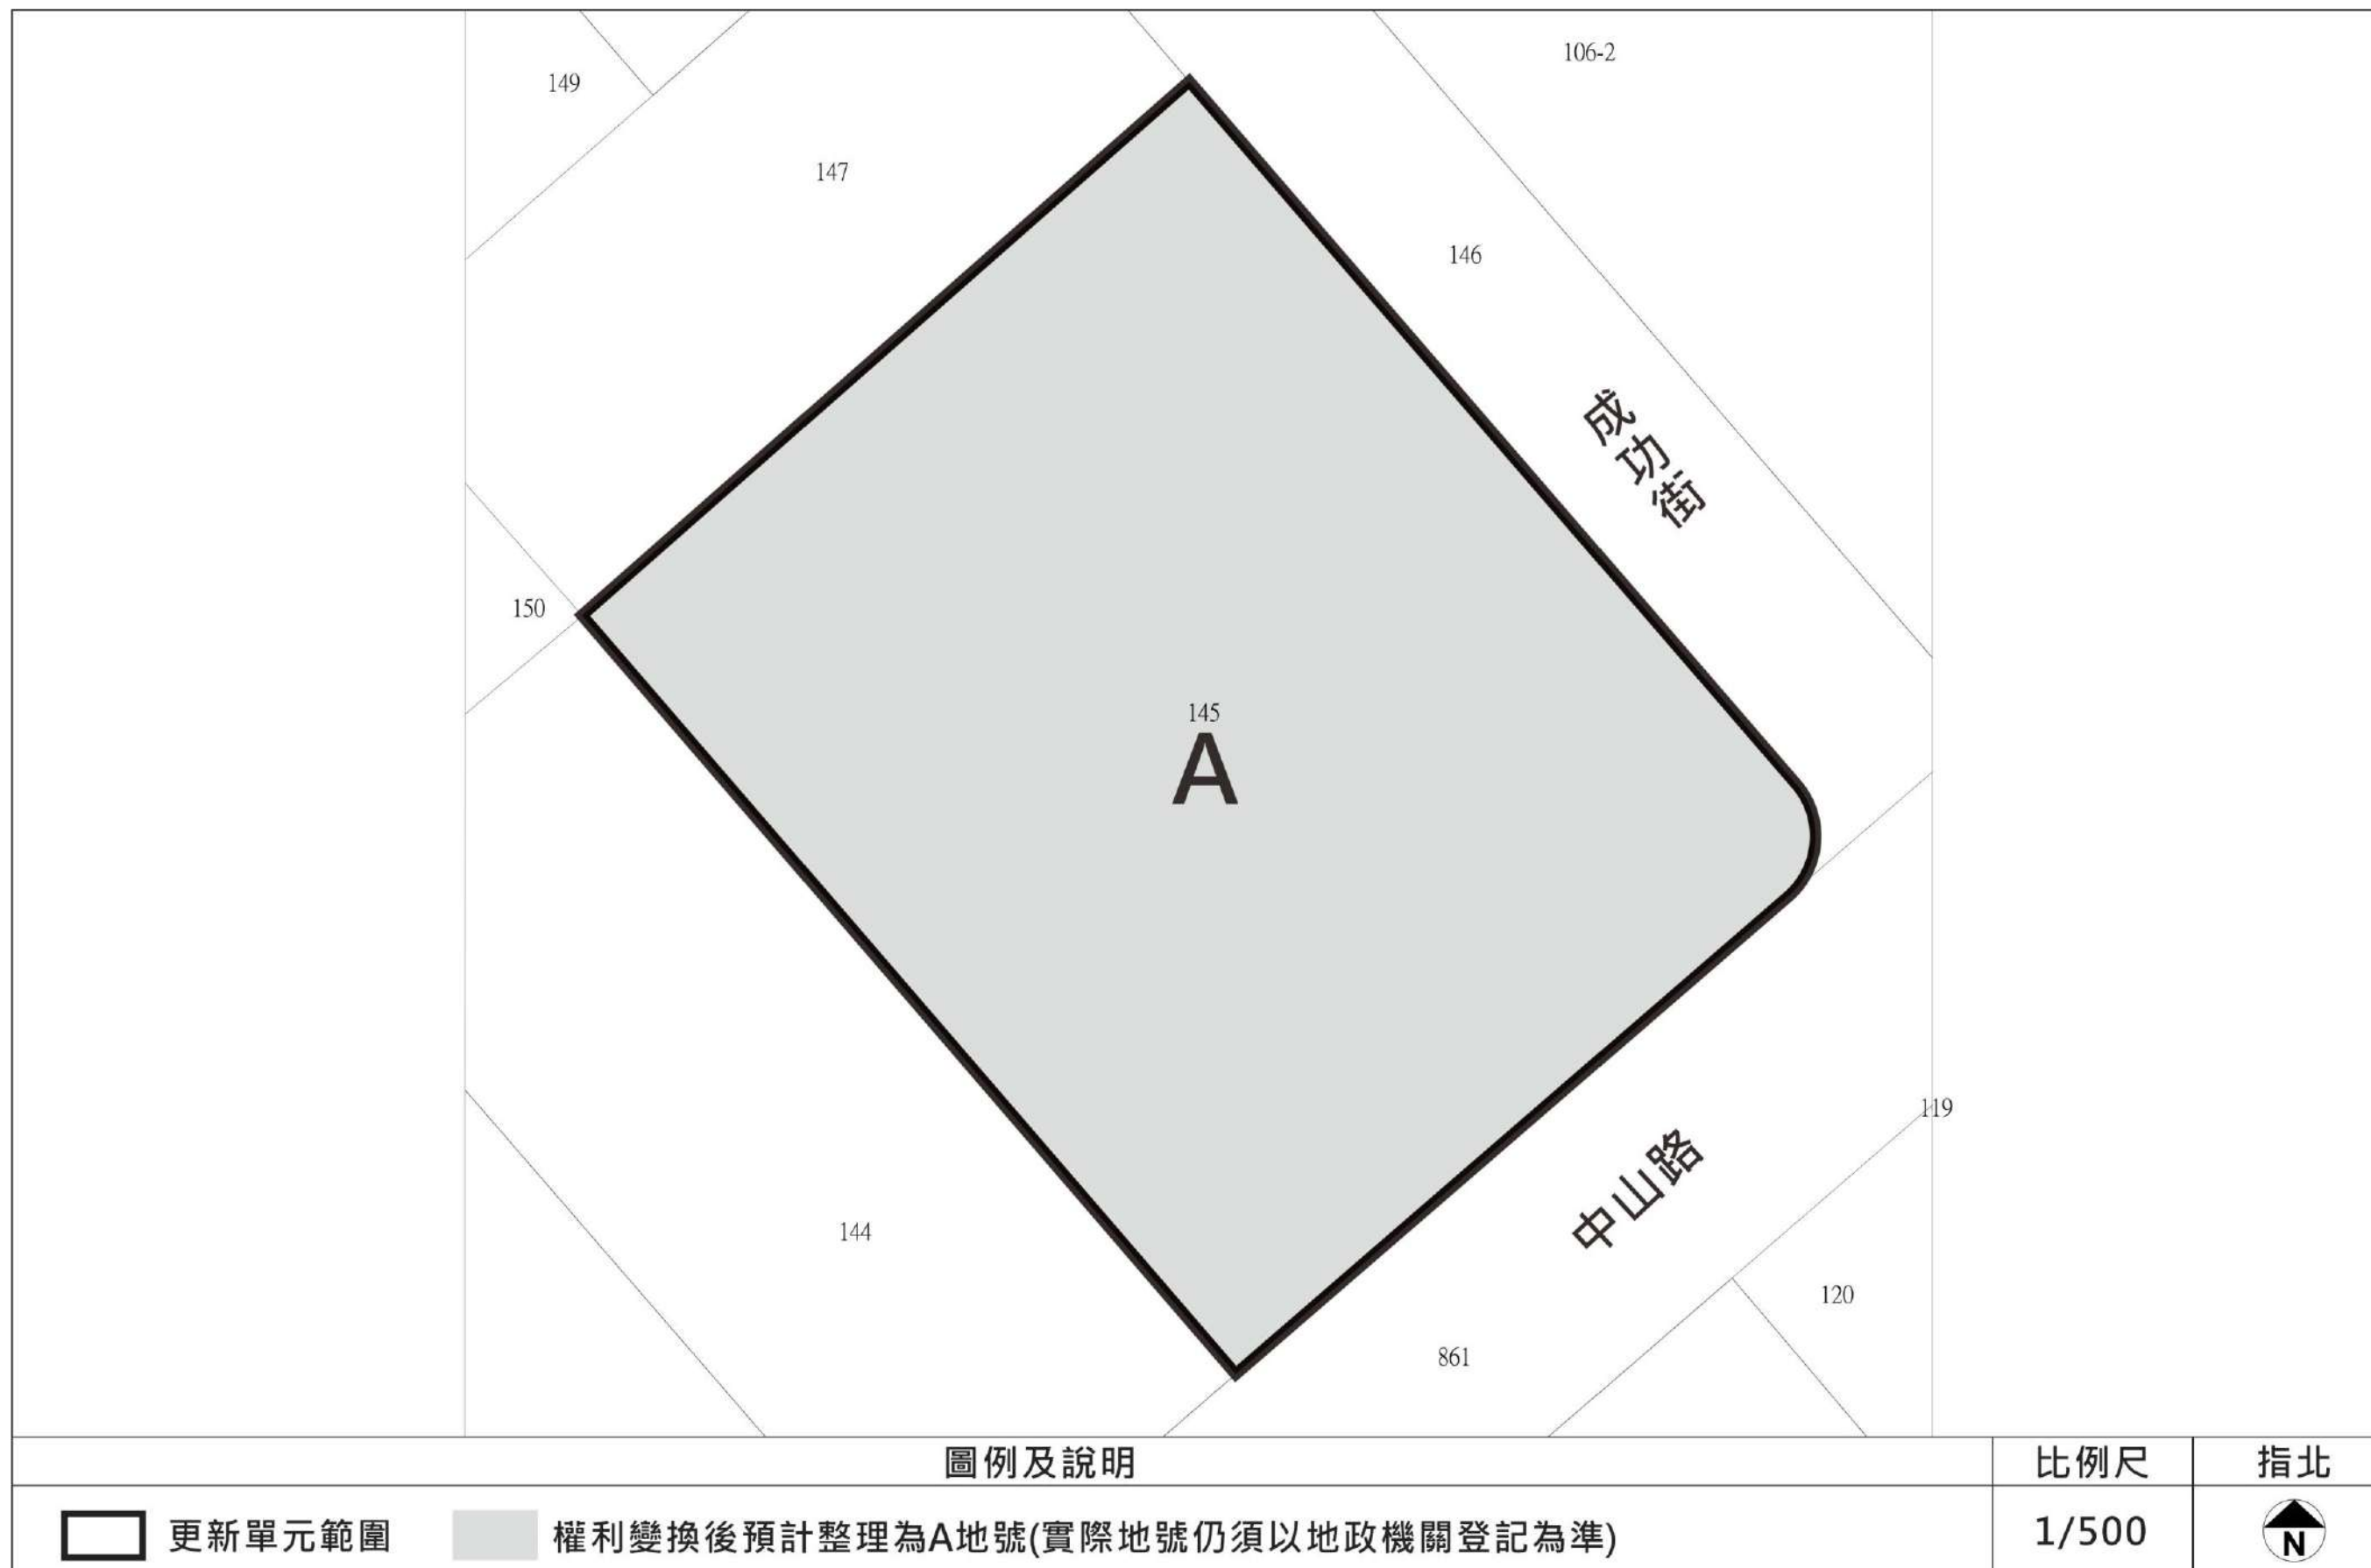 106-2
149
147
146
成功街
150
145
A
119
中山路
144
120
861
圖例及說明
比例尺
指北
更新單元範圍
權利變換後預計整理為A地號(實際地號仍須以地政機關登記為準)
1/500
N